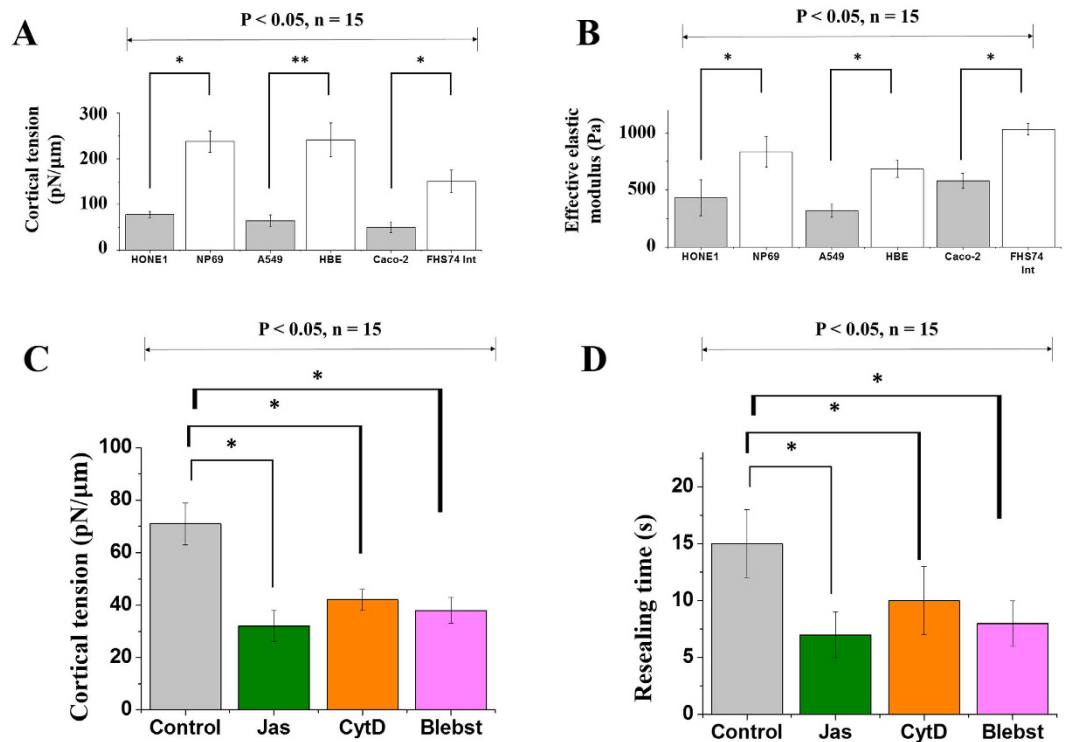 A
P < 0.05, n = 15
* ** *
Cortical tension
(pN/μm)
300
200
100
0
HONE1 NP69 A549 HBE Caco-2 FHS74 Int
B
P < 0.05, n = 15
* * *
Effective elastic
modulus (Pa)
1000
500
0
HONE1 NP69 A549 HBE Caco-2 FHS74
Int
C
P < 0.05, n = 15
*
*
*
Cortical tension (pN/μm)
100
80
60
40
20
0
Control Jas CytD Blebst
D
P < 0.05, n = 15
*
*
*
Resealing time (s)
20
15
10
5
0
Control Jas CytD Blebst